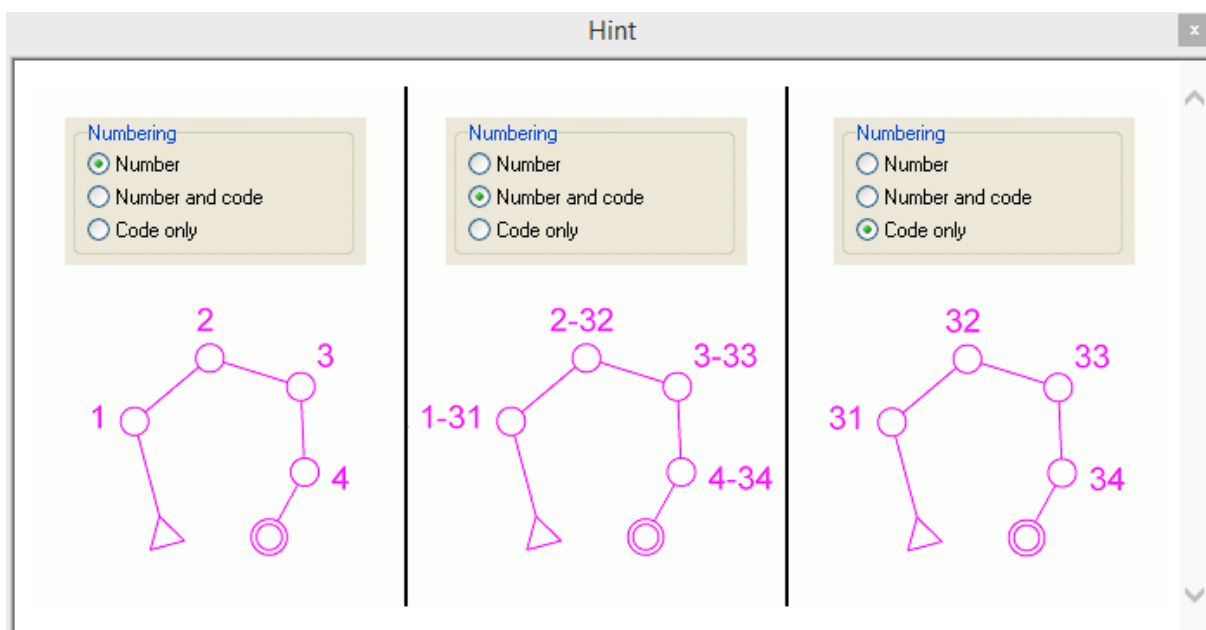 Hint
x
Numbering
Number
Number and code
Code only
2
3
1
4
Numbering
Number
Number and code
Code only
2-32
3-33
1-31
4-34
Numbering
Number
Number and code
Code only
32
33
31
34